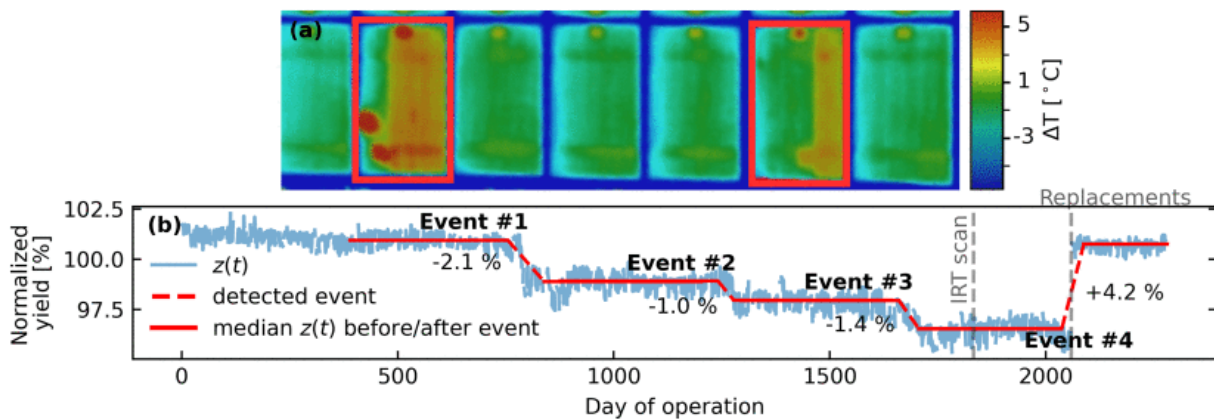 (a)
5
1
-3
ΔT [ °C]
Replacements
102.5
100.0
97.5
Normalized
yield [%]
(b)
Event #1
-2.1 %
Event #2
-1.0 %
Event #3
-1.4 %
IRT scan
+4.2 %
Event #4
z(t)
detected event
median z(t) before/after event
0
500
1000
1500
2000
Day of operation